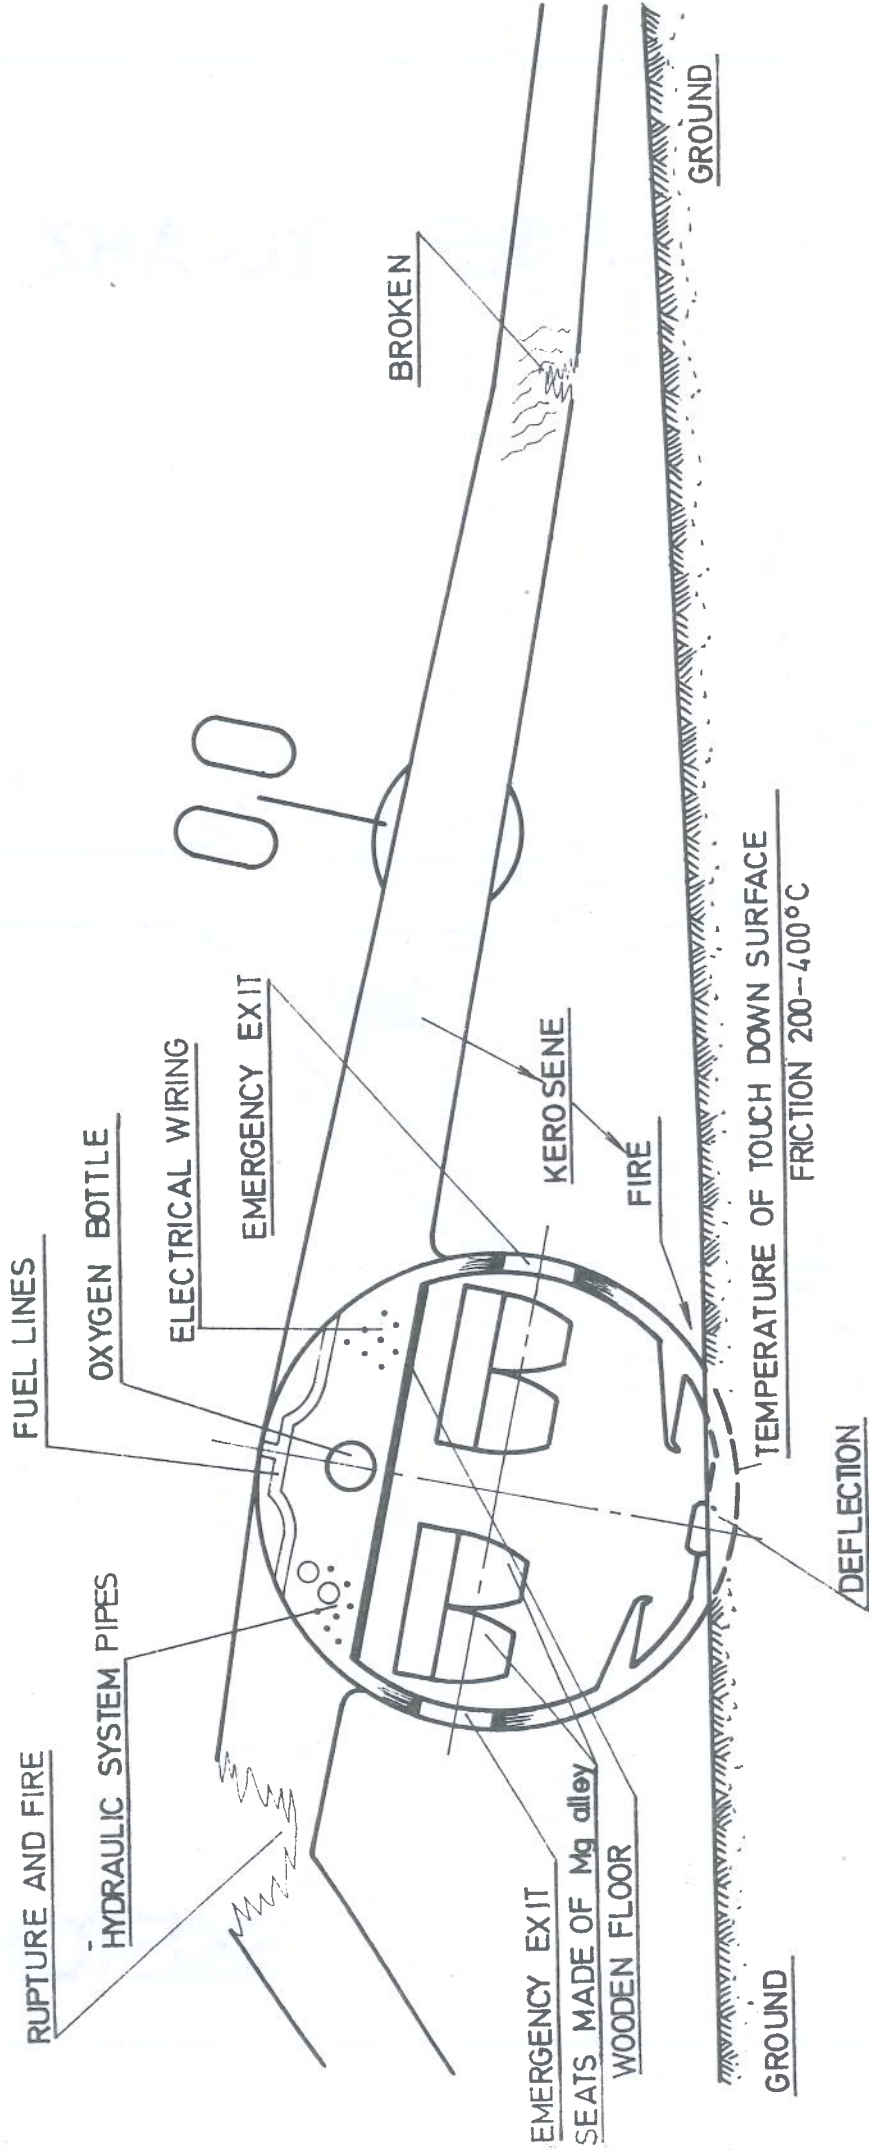 RUPTURE AND FIRE
HYDRAULIC SYSTEM PIPES
FUEL LINES
OXYGEN BOTTLE
ELECTRICAL WIRING
EMERGENCY EXIT
BROKEN
GROUND
KEROSENE
FIRE
TEMPERATURE OF TOUCH DOWN SURFACE
FRICTION 200-400°C
DEFLECTION
EMERGENCY EXIT
SEATS MADE OF Mg alley
WOODEN FLOOR
GROUND